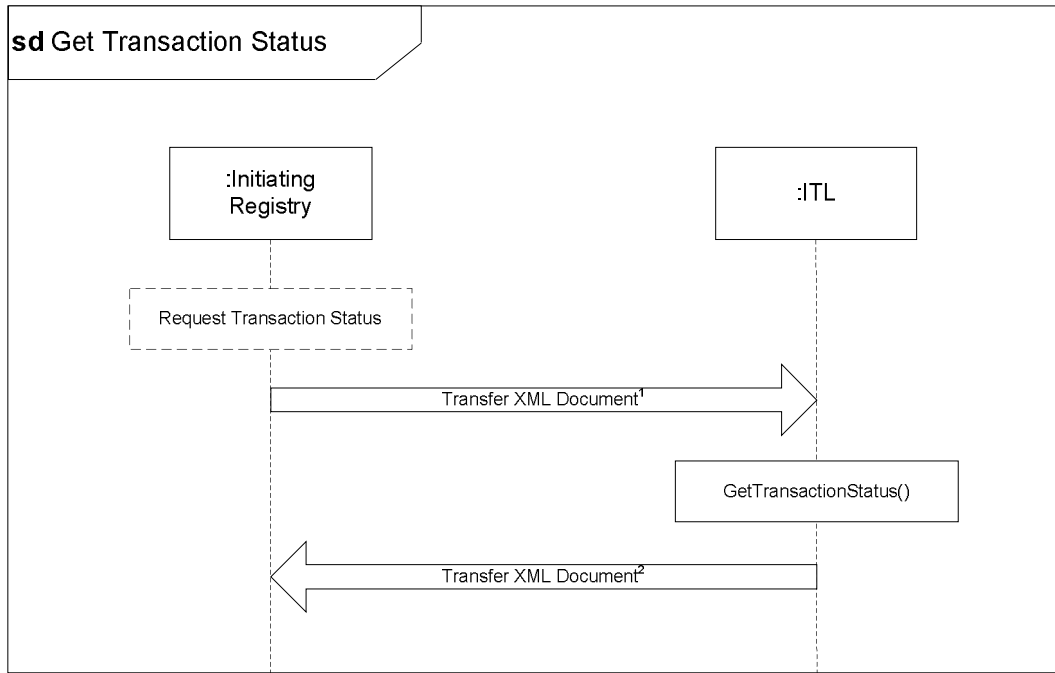 sd Get Transaction Status
:Initiating
Registry
:ITL
Request Transaction Status
Transfer XML Document¹
GetTransactionStatus()
Transfer XML Document²